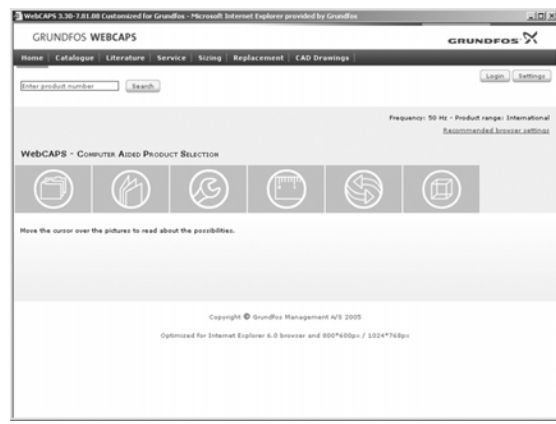 WebCAPS 3.30-7.81.08 Customized for Grundfos - Microsoft Internet Explorer provided by Grundfos
GRUNDFOS WEBCAPS
GRUNDFOS
Home Catalogue Literature Service Sizing Replacement CAD Drawings
Enter product number Search
Login Settings
Frequency: 50 Hz - Product range: International
Recommended browser settings
WebCAPS - Computer Aided Product Selection
Move the cursor over the pictures to read about the possibilities.
Copyright © Grundfos Management A/S 2005
Optimized for Internet Explorer 6.0 browser and 800*600px / 1024*768px